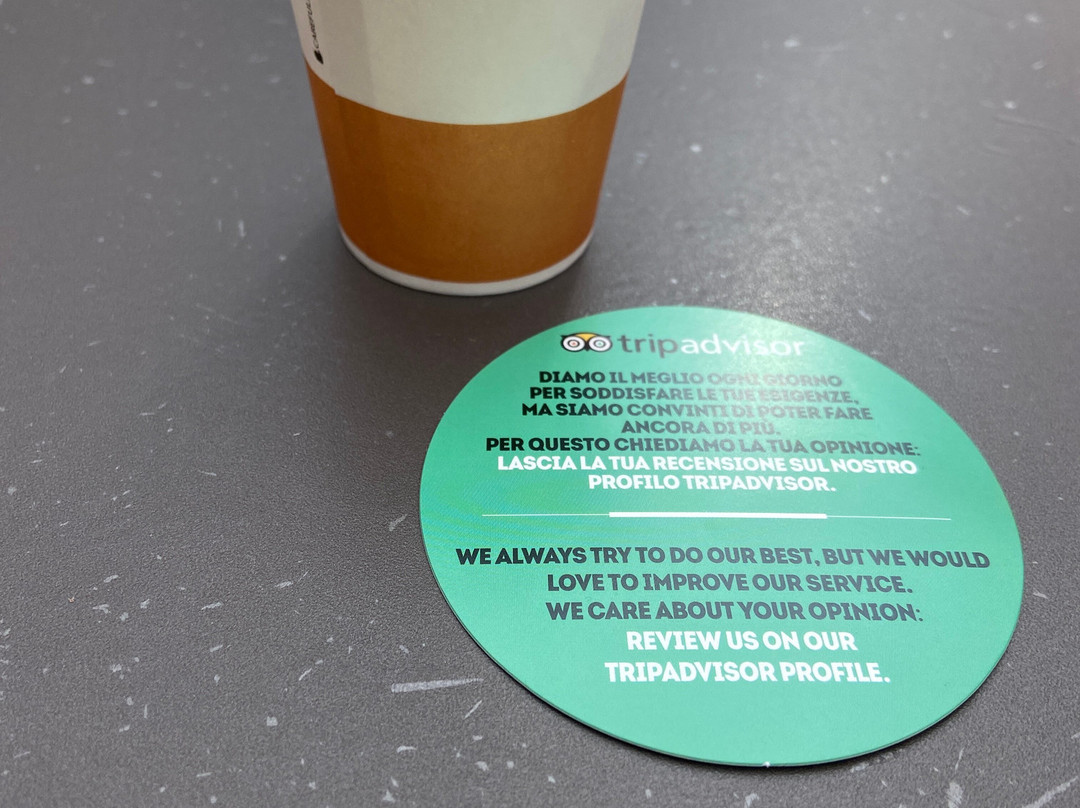 tripadvisor
DIAMO IL MEGLIO OGNI GIORNO
PER SODDISFARE LE TUE ESIGENZE,
MA SIAMO CONVINTI DI POTER FARE
ANCORA DI PIÙ.
PER QUESTO CHIEDIAMO LA TUA OPINIONE:
LASCIA LA TUA RECENSIONE SUL NOSTRO
PROFILO TRIPADVISOR.
WE ALWAYS TRY TO DO OUR BEST, BUT WE WOULD
LOVE TO IMPROVE OUR SERVICE.
WE CARE ABOUT YOUR OPINION:
REVIEW US ON OUR
TRIPADVISOR PROFILE.